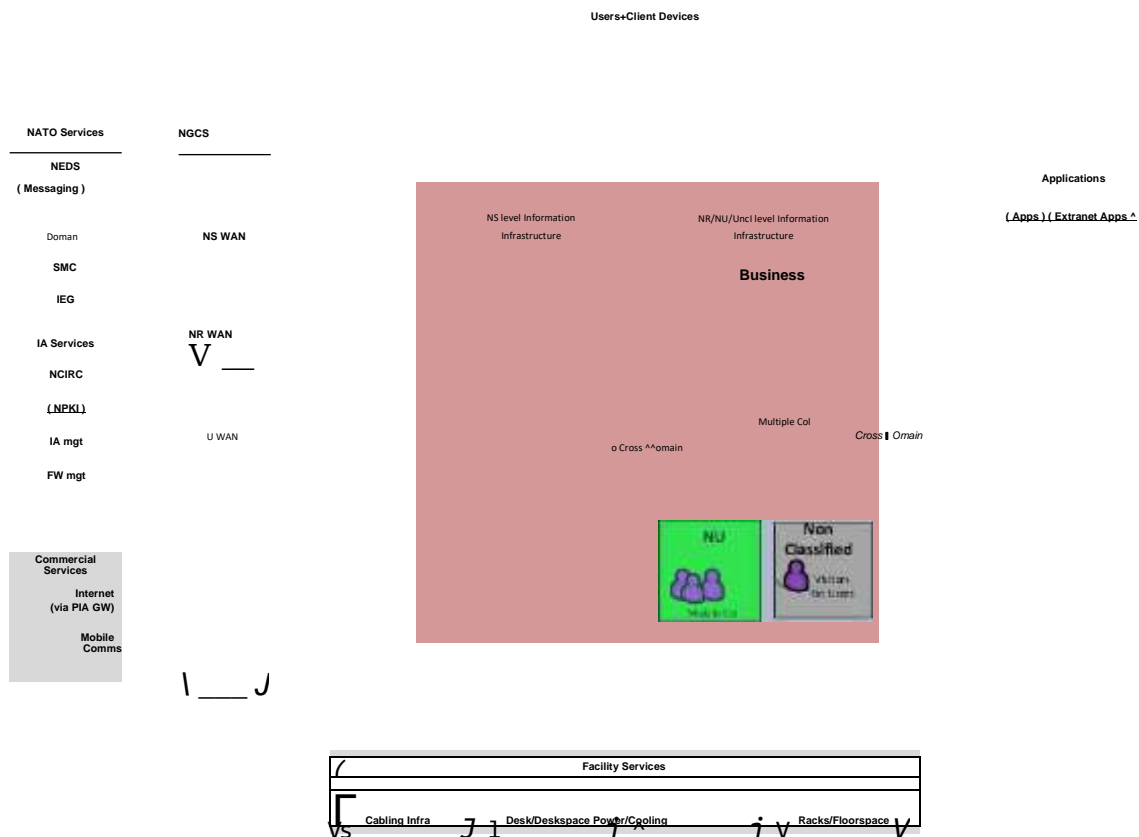 Users+Client Devices
NATO Services
NEDS
( Messaging )
Doman
SMC
IEG
IA Services
NCIRC
( NPKI )
IA mgt
FW mgt
Commercial
Services
Internet
(via PIA GW)
Mobile
Comms
NGCS
NS WAN
NR WAN
V __
U WAN
\ ___ J
NS level Information
Infrastructure
NR/NU/Uncl level Information
Infrastructure
Business
Multiple Col
o Cross ^^omain
Cross▐ Omain
NU
Non
Classified
Visitors
Applications
( Apps ) ( Extranet Apps ^
Facility Services
Cabling Infra
Desk/Deskspace Power/Cooling
Racks/Floorspace